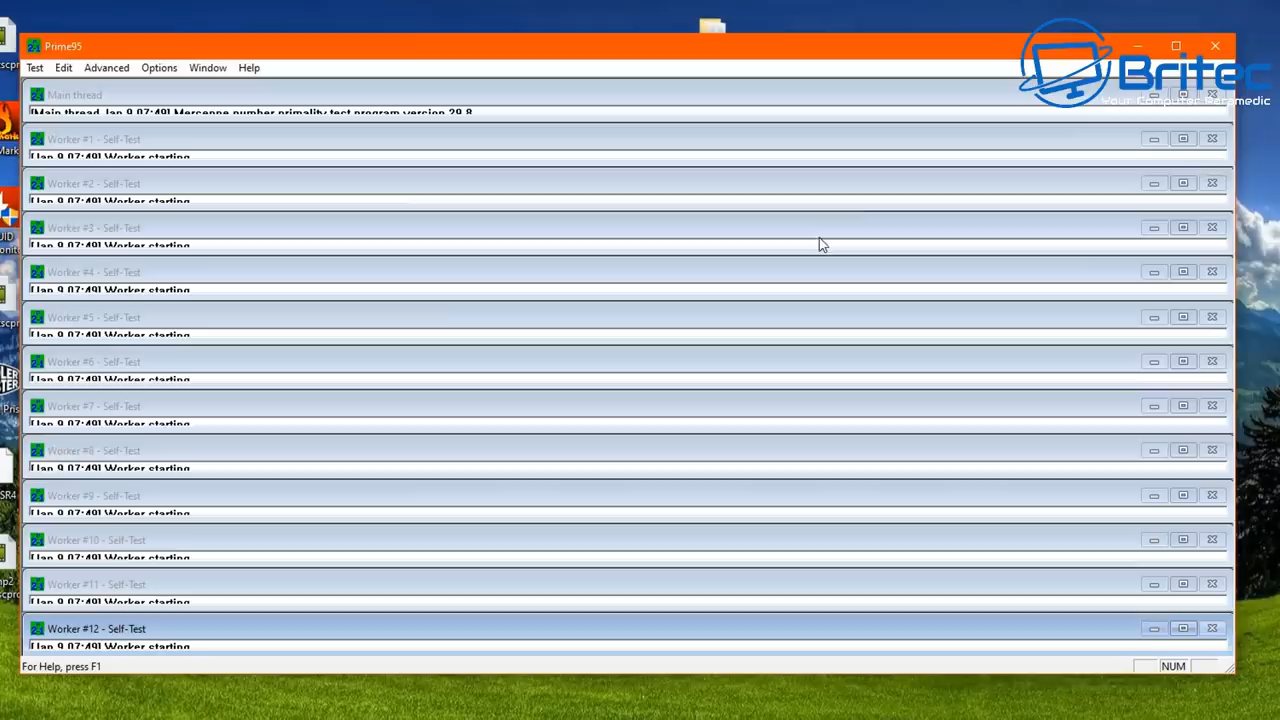 Prime95
Britec
Your Computer Paramedic
Test Edit Advanced Options Window Help
Main thread
[Main thread Jan 9 07:49] Mersenne number primality test program version 29.8
Worker #1 - Self-Test
[Jan 9 07:49] Worker starting
Worker #2 - Self-Test
[Jan 9 07:49] Worker starting
Worker #3 - Self-Test
[Jan 9 07:49] Worker starting
Worker #4 - Self-Test
[Jan 9 07:49] Worker starting
Worker #5 - Self-Test
[Jan 9 07:49] Worker starting
Worker #6 - Self-Test
[Jan 9 07:49] Worker starting
Worker #7 - Self-Test
[Jan 9 07:49] Worker starting
Worker #8 - Self-Test
[Jan 9 07:49] Worker starting
Worker #9 - Self-Test
[Jan 9 07:49] Worker starting
Worker #10 - Self-Test
[Jan 9 07:49] Worker starting
Worker #11 - Self-Test
[Jan 9 07:49] Worker starting
Worker #12 - Self-Test
[Jan 9 07:49] Worker starting
For Help, press F1
NUM